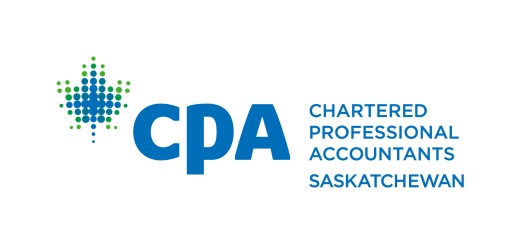 CPA
CHARTERED
PROFESSIONAL
ACCOUNTANTS
SASKATCHEWAN